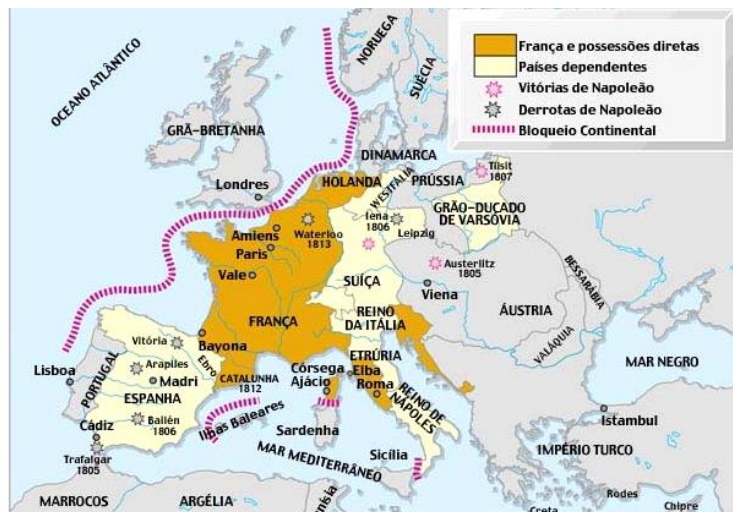 França e possessões diretas
Países dependentes
Vitórias de Napoleão
Derrotas de Napoleão
Bloqueio Continental
OCEANO ATLÂNTICO
NORUEGA
SUÉCIA
GRÃ-BRETANHA
Londres
DINAMARCA
HOLANDA
WESTFÁLIA
PRÚSSIA
Tilsit
1807
GRÃO-DUCADO
DE VARSÓVIA
Amiens
Paris
Vale
Waterloo
1813
Iena
1806
Leipzig
Austerlitz
1805
Viena
SUÍÇA
FRANÇA
REINO
DA ITÁLIA
ÁUSTRIA
BESSARÁBIA
VALÁQUIA
MAR NEGRO
Bayona
Vitória
Ebro
CATALUNHA
1812
Arapiles
Madri
ESPANHA
Bailén
1806
Lisboa
PORTUGAL
Cádiz
Trafalgar
1805
Ilhas Baleares
Córsega
Ajácio
ETRÚRIA
Elba
Roma
REINO DE
NÁPOLES
Sardenha
Sicília
MAR MEDITERRÂNEO
Istambul
IMPÉRIO TURCO
MARROCOS
ARGÉLIA
Creta
Rodes
Chipre